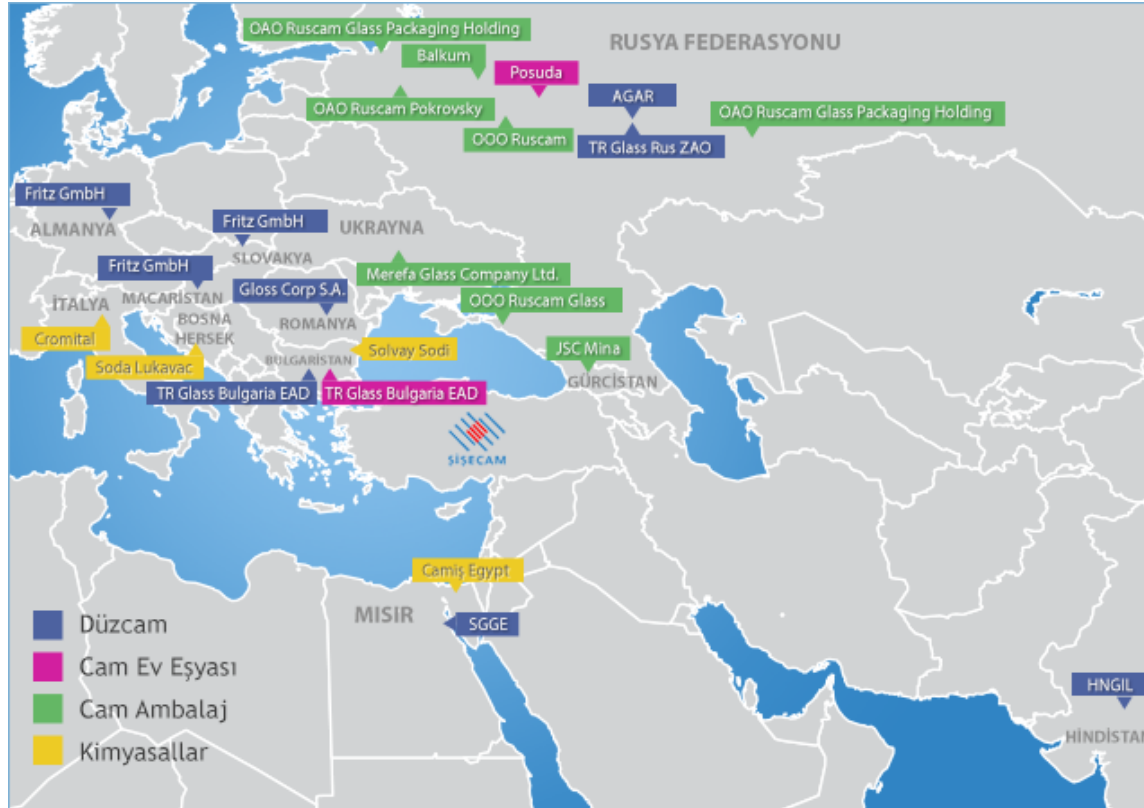 OAO Ruscam Glass Packaging Holding
RUSYA FEDERASYONU
Balkum
Posuda
AGAR
OAO Ruscam Pokrovsky
OAO Ruscam Glass Packaging Holding
OOO Ruscam
TR Glass Rus ZAO
Fritz GmbH
ALMANYA
Fritz GmbH
UKRAYNA
SLOVAKYA
Fritz GmbH
Merefa Glass Company Ltd.
MACARİSTAN
Gloss Corp S.A.
İTALYA
OOO Ruscam Glass
BOSNA
HERSEK
ROMANYA
Cromital
Soda Lukavac
Solvay Sodi
JSC Mina
BULGARİSTAN
GÜRCİSTAN
TR Glass Bulgaria EAD
TR Glass Bulgaria EAD
ŞİŞECAM
Camiş Egypt
MISIR
SGGE
Düzcam
Cam Ev Eşyası
HNGIL
Cam Ambalaj
HİNDİSTAN
Kimyasallar